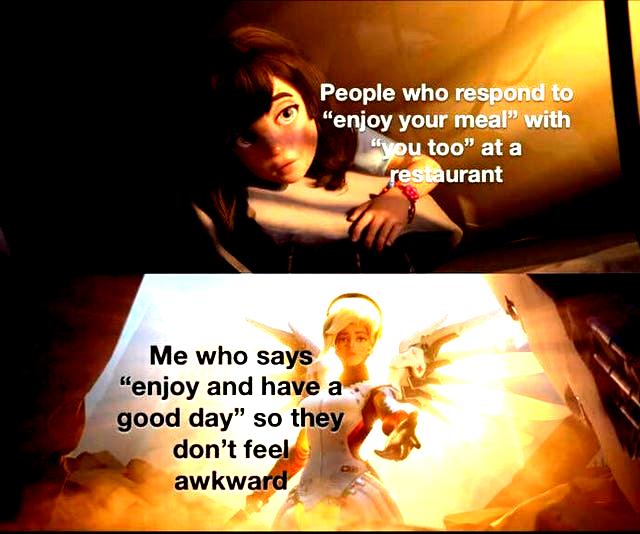 People who respond to
“enjoy your meal” with
“you too” at a
restaurant
Me who says
“enjoy and have a
good day” so they
don’t feel
awkward